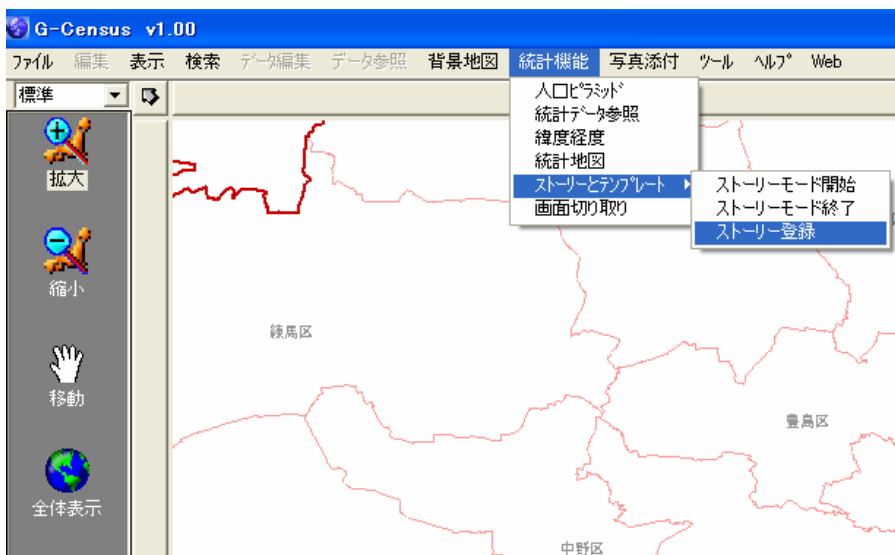 G-Census v1.00
ﾌｧｲﾙ 編集 表示 検索 ﾃﾞｰﾀ編集 ﾃﾞｰﾀ参照 背景地図 統計機能 写真添付 ﾂｰﾙ ﾍﾙﾌﾟ Web
標準
人口ﾋﾟﾗﾐｯﾄﾞ
統計ﾃﾞｰﾀ参照
緯度経度
統計地図
ｽﾄｰﾘｰとﾃﾝﾌﾟﾚｰﾄ
画面切り取り
ストーリーモード開始
ストーリーモード終了
ストーリー登録
拡大
縮小
移動
全体表示
練馬区
豊島区
中野区